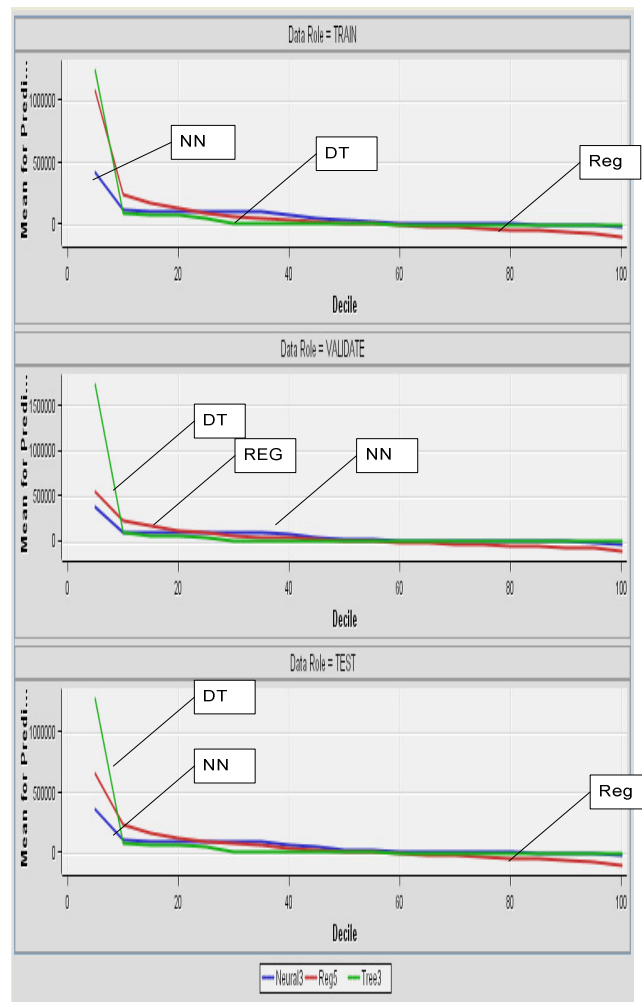 Data Role = TRAIN
Mean for Predi...
1000000
500000
0
NN
DT
Reg
0 20 40 60 80 100
Decile
Data Role = VALIDATE
Mean for Predi...
1500000
1000000
500000
0
DT
REG
NN
0 20 40 60 80 100
Decile
Data Role = TEST
Mean for Predi...
1000000
500000
0
DT
NN
Reg
0 20 40 60 80 100
Decile
Neural3 Reg5 Tree3